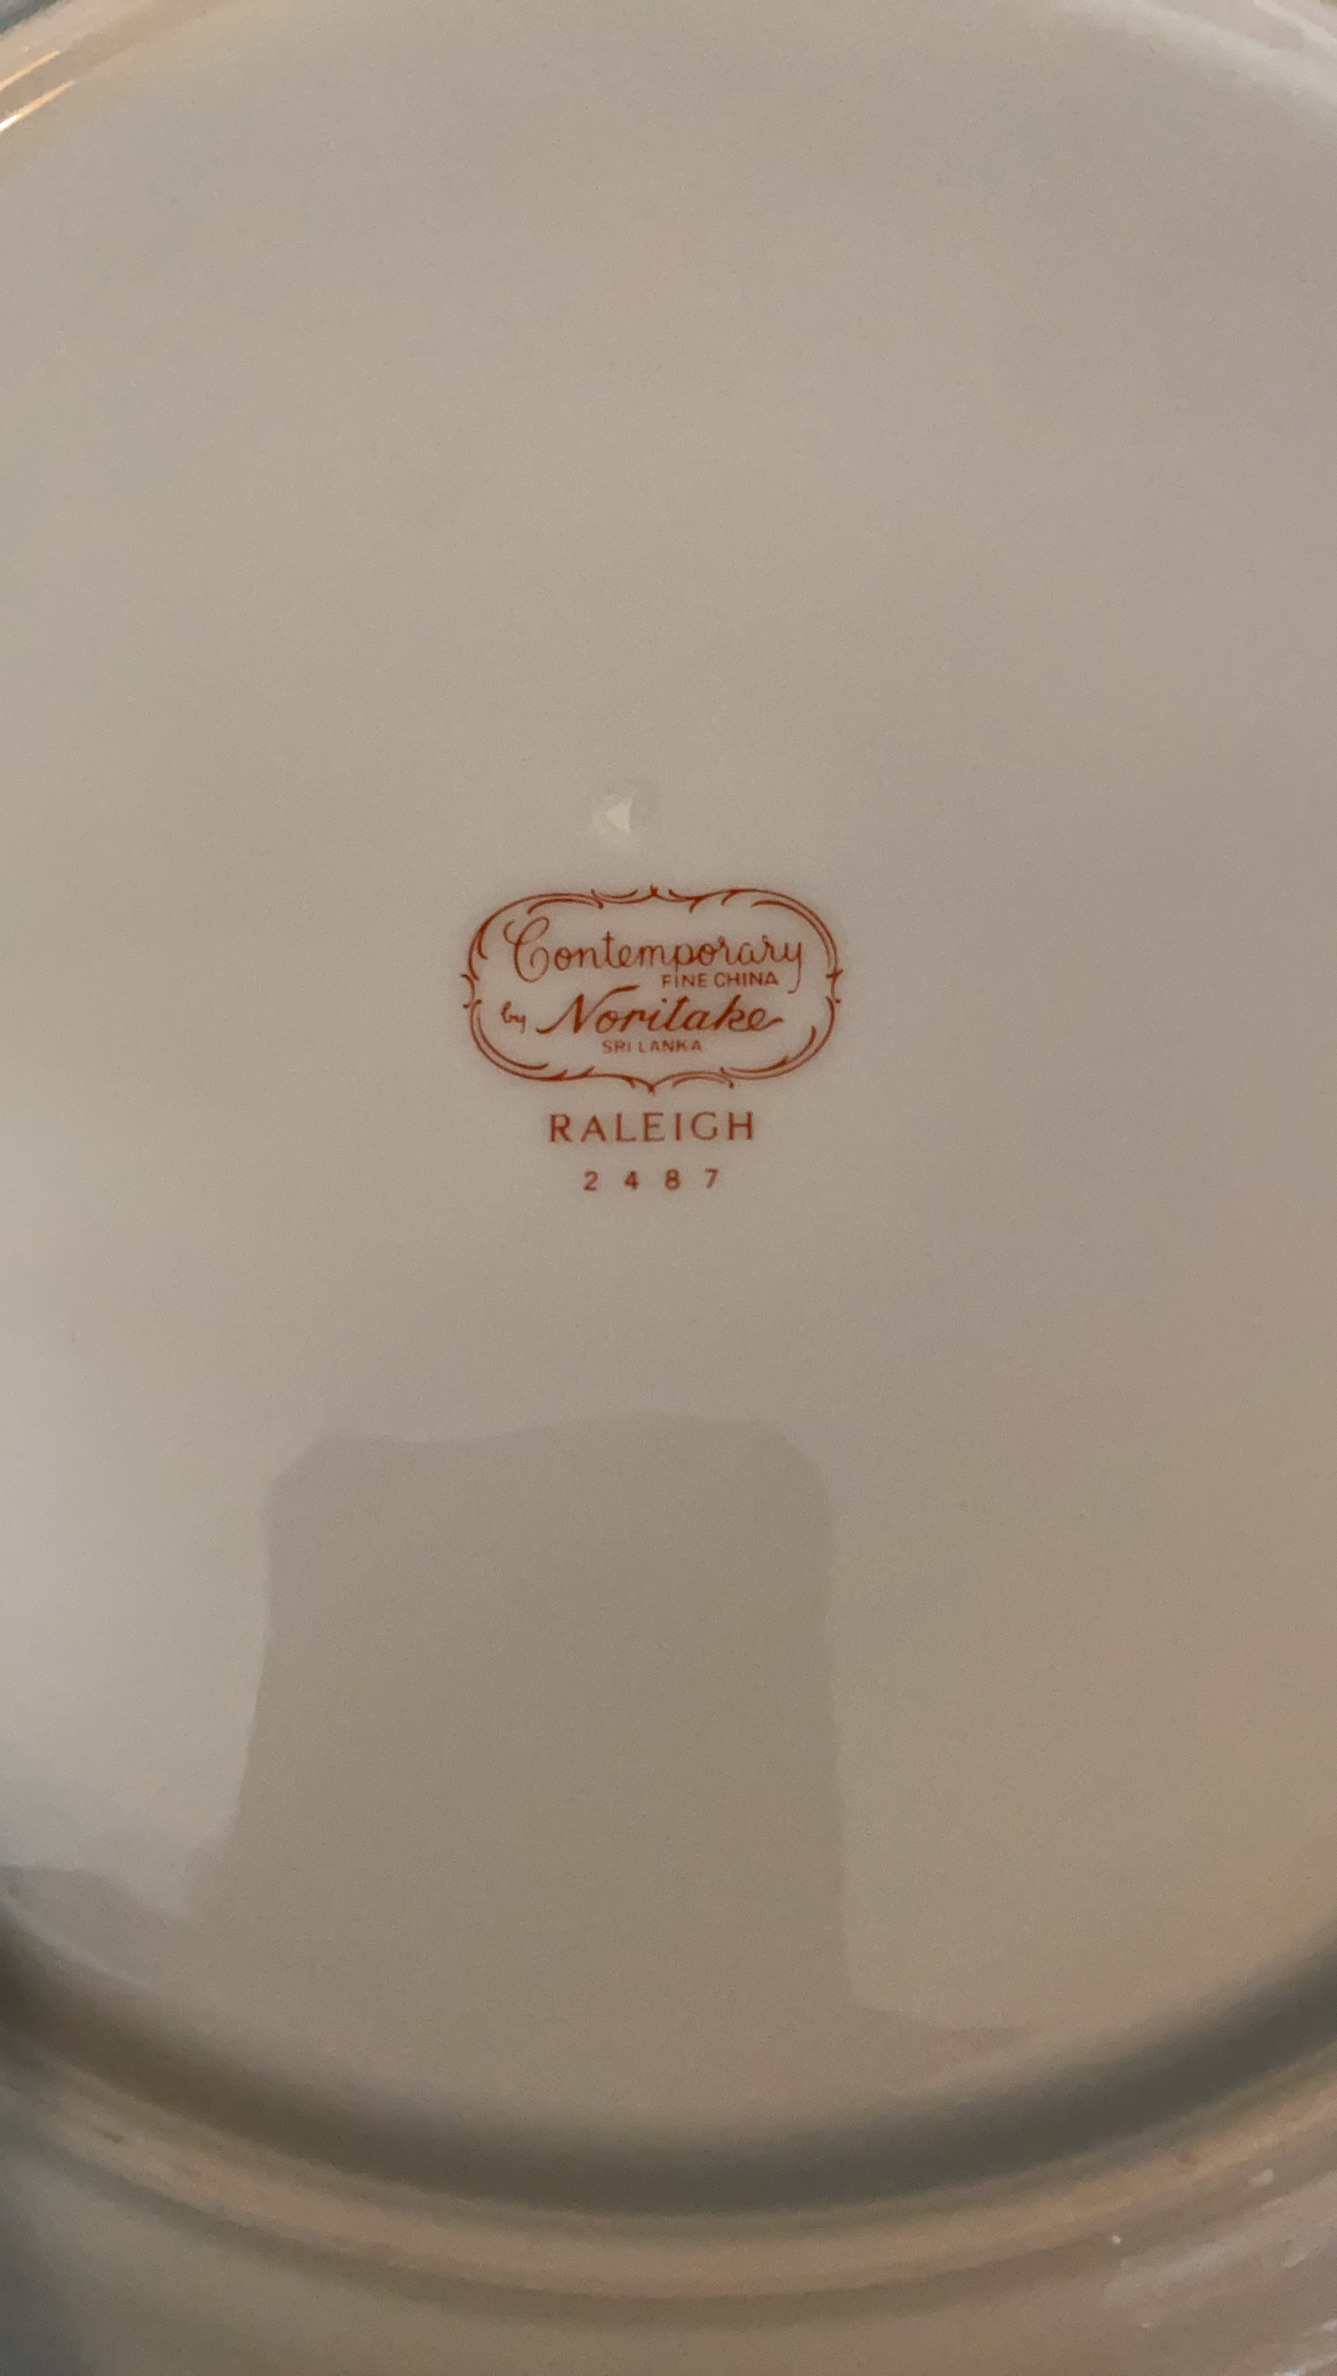 Contemporary
FINE CHINA
by Noritake
SRI LANKA
RALEIGH
2487